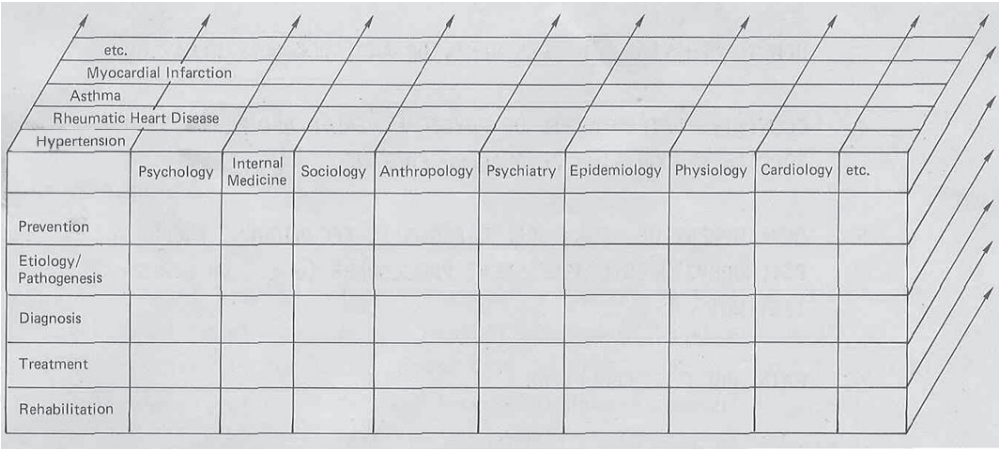 etc.
Myocardial Infarction
Asthma
Rheumatic Heart Disease
Hypertension
Psychology
Internal
Medicine
Sociology
Anthropology
Psychiatry
Epidemiology
Physiology
Cardiology
etc.
Prevention
Etiology/
Pathogenesis
Diagnosis
Treatment
Rehabilitation